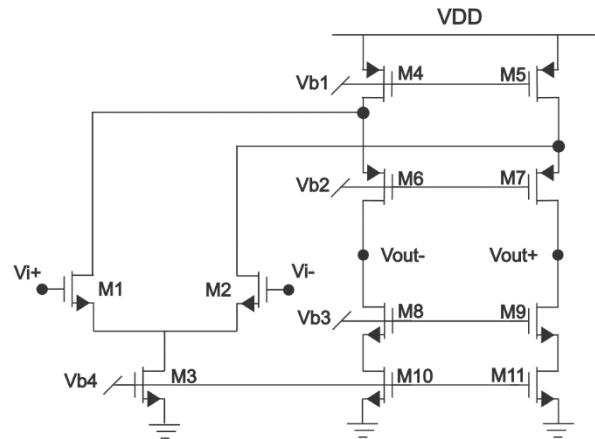 VDD
Vb1 M4 M5
Vb2 M6 M7
Vout- Vout+
Vi+ M1 M2 Vi-
Vb3 M8 M9
Vb4 M3 M10 M11